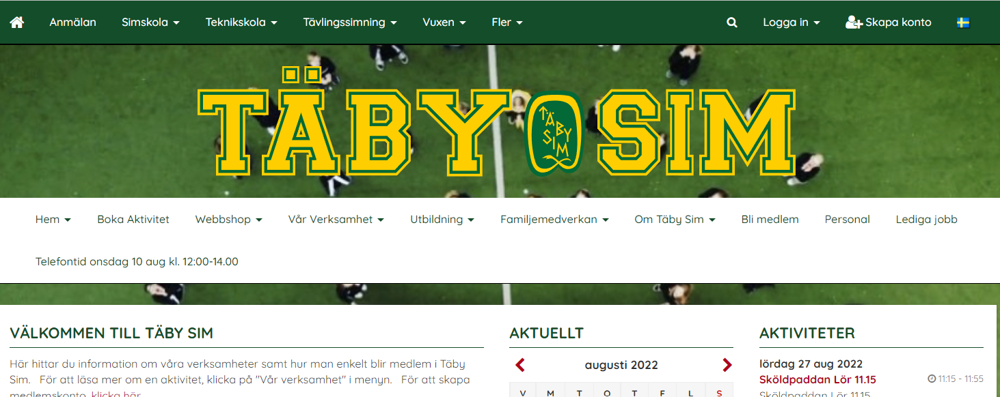 Anmälan Simskola Teknikskola Tävlingssimning Vuxen Fler Logga in Skapa konto
TÄBY SIM
TÄBY
SIM
Hem Boka Aktivitet Webbshop Vår Verksamhet Utbildning Familjemedverkan Om Täby Sim Bli medlem Personal Lediga jobb
Telefontid onsdag 10 aug kl. 12:00-14.00
VÄLKOMMEN TILL TÄBY SIM
Här hittar du information om våra verksamheter samt hur man enkelt blir medlem i Täby
Sim. För att läsa mer om en aktivitet, klicka på "Vår verksamhet" i menyn. För att skapa
medlemskonto, klicka här
AKTUELLT
augusti 2022
V M T O T F L S
AKTIVITETER
lördag 27 aug 2022
Sköldpaddan Lör 11.15 11:15 - 11:55
Sköldpaddan Lör 11.15